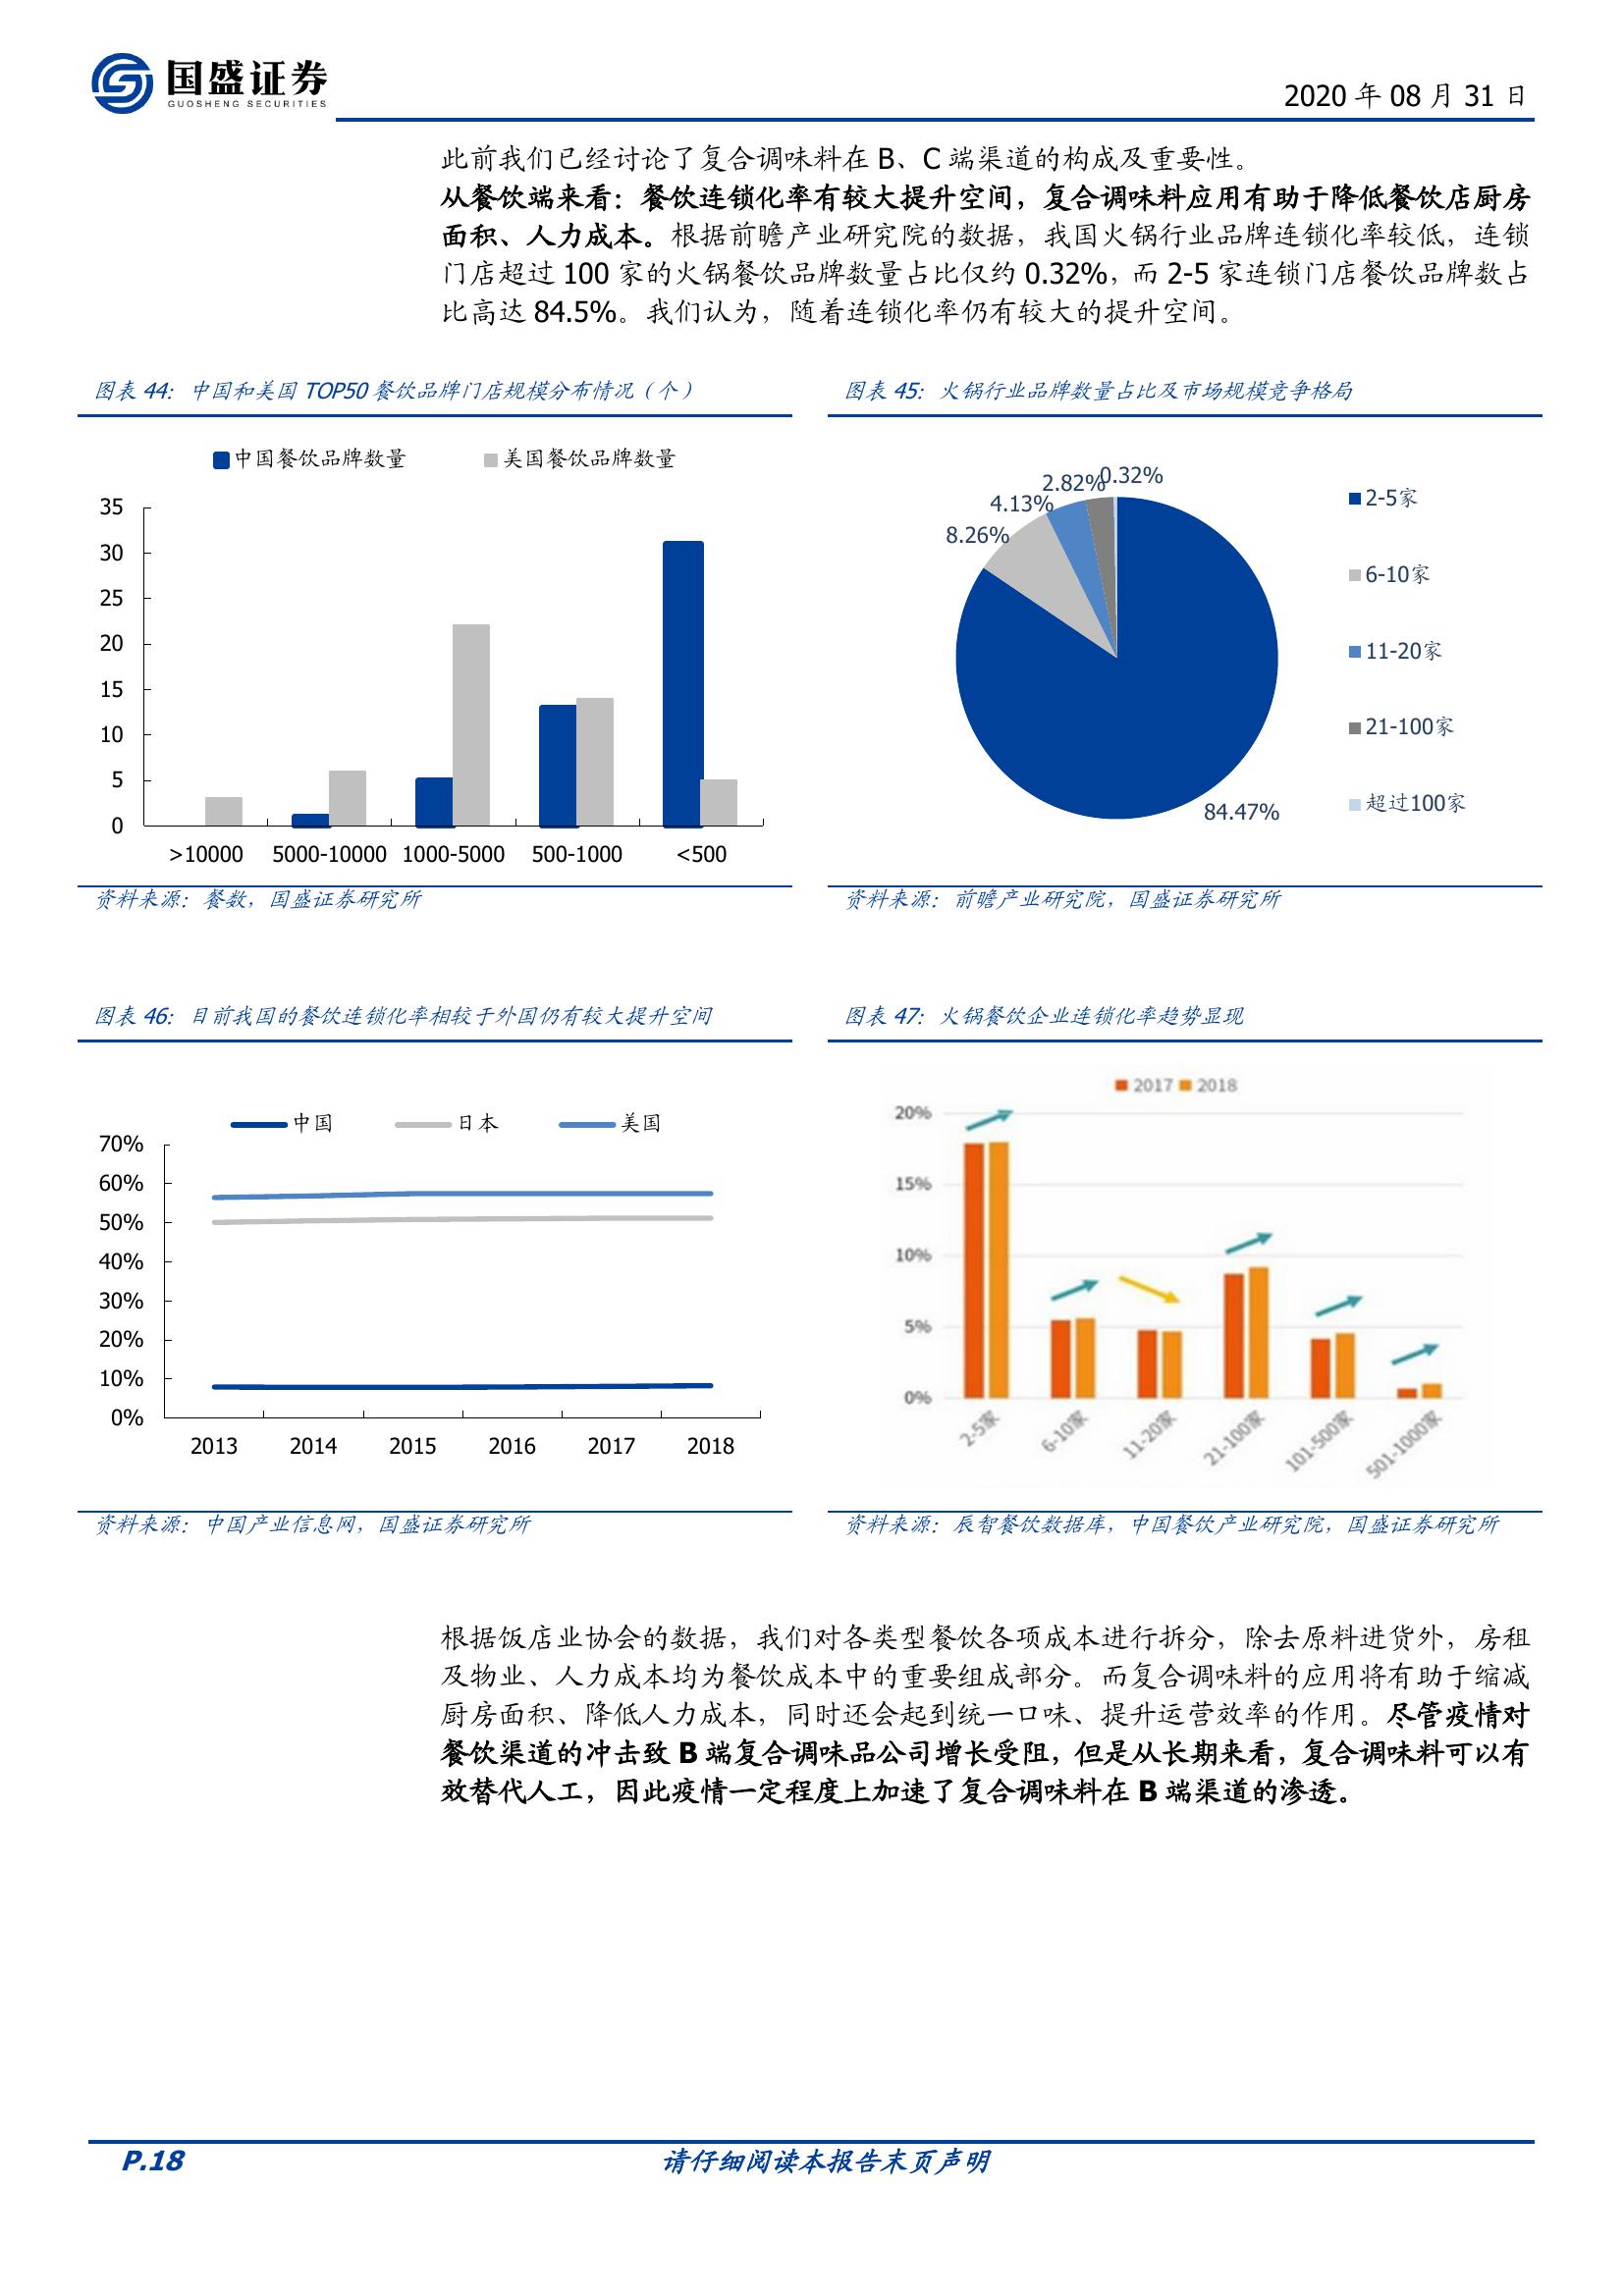 国盛证券
GUOSHENG SECURITIES
2020 年 08 月 31 日
此前我们已经讨论了复合调味料在 B、C 端渠道的构成及重要性。
从餐饮端来看：餐饮连锁化率有较大提升空间，复合调味料应用有助于降低餐饮店厨房
面积、人力成本。根据前瞻产业研究院的数据，我国火锅行业品牌连锁化率较低，连锁
门店超过 100 家的火锅餐饮品牌数量占比仅约 0.32%，而 2-5 家连锁门店餐饮品牌数占
比高达 84.5%。我们认为，随着连锁化率仍有较大的提升空间。
图表 44：中国和美国 TOP50 餐饮品牌门店规模分布情况（个）
中国餐饮品牌数量 美国餐饮品牌数量
35
30
25
20
15
10
5
0
>10000 5000-10000 1000-5000 500-1000 <500
资料来源：餐数，国盛证券研究所
图表 45：火锅行业品牌数量占比及市场规模竞争格局
0.32%
2.82%
4.13%
8.26%
84.47%
2-5家
6-10家
11-20家
21-100家
超过100家
资料来源：前瞻产业研究院，国盛证券研究所
图表 46：目前我国的餐饮连锁化率相较于外国仍有较大提升空间
中国 日本 美国
70%
60%
50%
40%
30%
20%
10%
0%
2013 2014 2015 2016 2017 2018
资料来源：中国产业信息网，国盛证券研究所
图表 47：火锅餐饮企业连锁化率趋势显现
2017 2018
20%
15%
10%
5%
0%
2-5家 6-10家 11-20家 21-100家 101-500家 501-1000家
资料来源：辰智餐饮数据库，中国餐饮产业研究院，国盛证券研究所
根据饭店业协会的数据，我们对各类型餐饮各项成本进行拆分，除去原料进货外，房租
及物业、人力成本均为餐饮成本中的重要组成部分。而复合调味料的应用将有助于缩减
厨房面积、降低人力成本，同时还会起到统一口味、提升运营效率的作用。尽管疫情对
餐饮渠道的冲击致 B 端复合调味品公司增长受阻，但是从长期来看，复合调味料可以有
效替代人工，因此疫情一定程度上加速了复合调味料在 B 端渠道的渗透。
P.18
请仔细阅读本报告末页声明